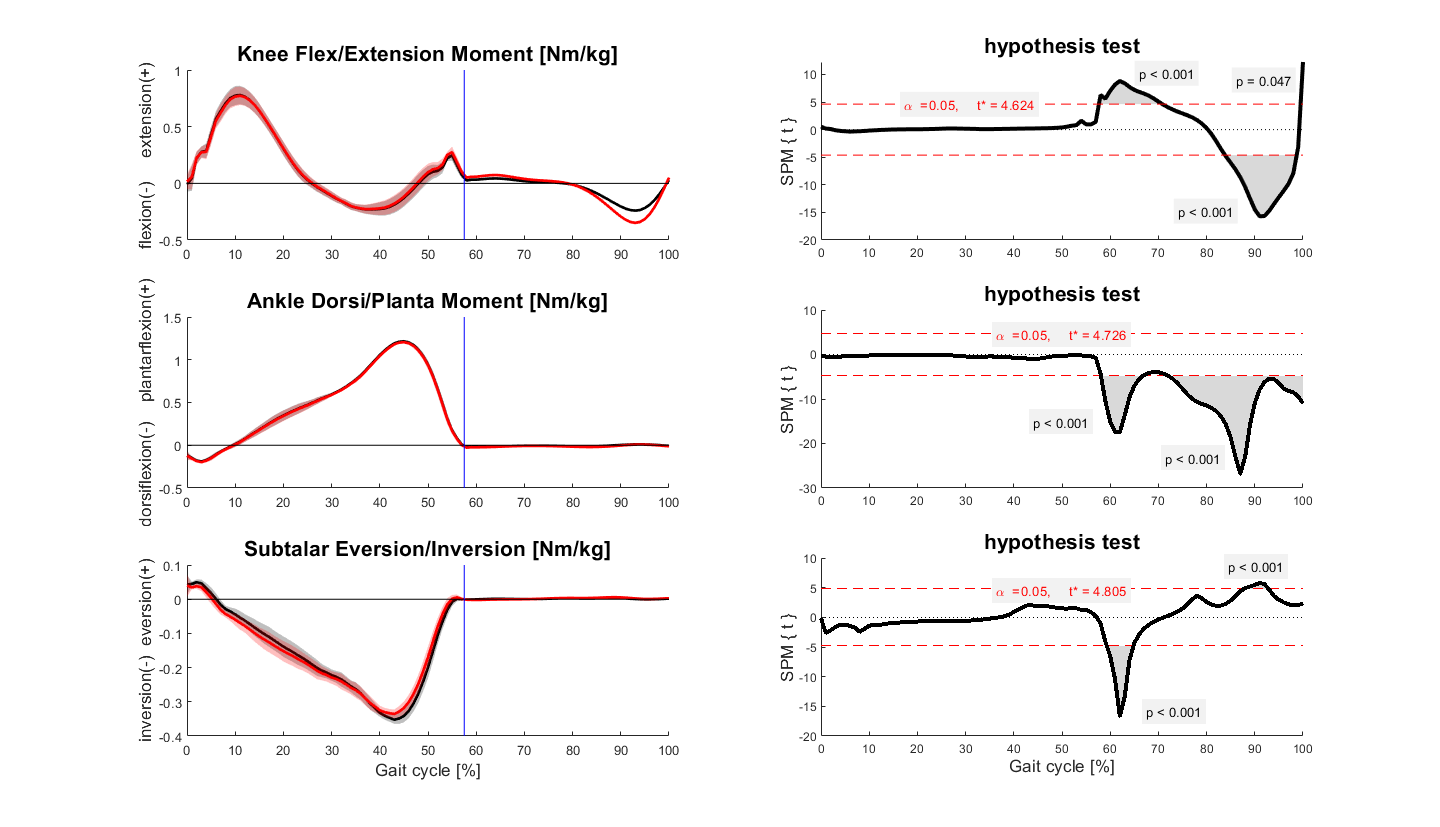 Knee Flex/Extension Moment [Nm/kg]
flexion(-) extension(+)
1
0.5
0
-0.5
0 10 20 30 40 50 60 70 80 90 100
hypothesis test
SPM { t }
10
5
0
-5
-10
-15
-20
α =0.05, t* = 4.624
p < 0.001
p = 0.047
p < 0.001
0 10 20 30 40 50 60 70 80 90 100
Ankle Dorsi/Planta Moment [Nm/kg]
dorsiflexion(-) plantarflexion(+)
1.5
1
0.5
0
-0.5
0 10 20 30 40 50 60 70 80 90 100
hypothesis test
SPM { t }
10
0
-10
-20
-30
α =0.05, t* = 4.726
p < 0.001
p < 0.001
0 10 20 30 40 50 60 70 80 90 100
Subtalar Eversion/Inversion [Nm/kg]
inversion(-) eversion(+)
0.1
0
-0.1
-0.2
-0.3
-0.4
0 10 20 30 40 50 60 70 80 90 100
Gait cycle [%]
hypothesis test
SPM { t }
10
5
0
-5
-10
-15
-20
α =0.05, t* = 4.805
p < 0.001
p < 0.001
0 10 20 30 40 50 60 70 80 90 100
Gait cycle [%]